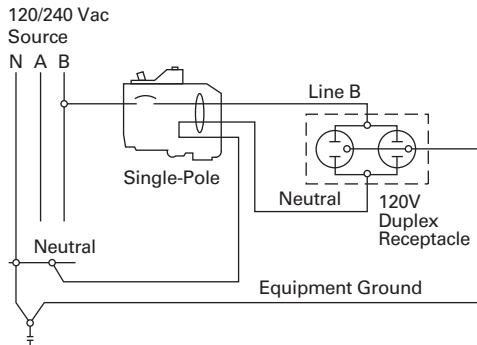 120/240 Vac
Source
N A B
Line B
Single-Pole
Neutral
120V
Duplex
Receptacle
Neutral
Equipment Ground